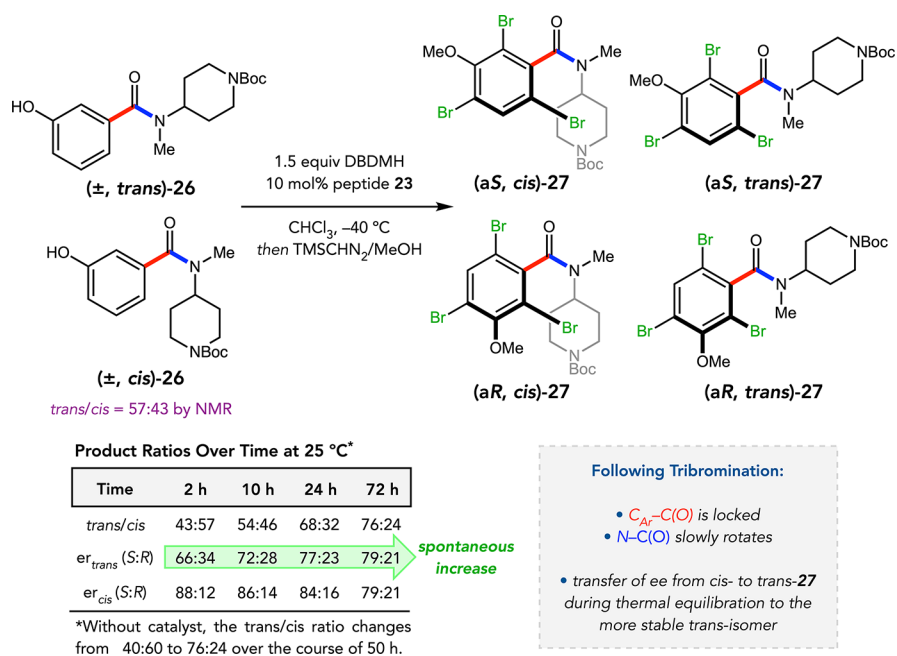 HO
O
N
Me
NBoc
(±, trans)-26
HO
O
N
Me
NBoc
(±, cis)-26
trans/cis = 57:43 by NMR
1.5 equiv DBDMH
10 mol% peptide 23
CHCl3, –40 ºC
then TMSCHN2/MeOH
Br
O
MeO
N
Me
Br
Br
N
Boc
(aS, cis)-27
Br
O
NBoc
MeO
N
Me
Br
Br
(aS, trans)-27
Br
O
N
Me
Br
Br
OMe
N
Boc
(aR, cis)-27
Br
O
NBoc
N
Me
Br
Br
OMe
(aR, trans)-27
Product Ratios Over Time at 25 ºC*
Time 2 h 10 h 24 h 72 h
trans/cis 43:57 54:46 68:32 76:24
ertrans (S:R) 66:34 72:28 77:23 79:21
ercis (S:R) 88:12 86:14 84:16 79:21
spontaneous
increase
*Without catalyst, the trans/cis ratio changes
from 40:60 to 76:24 over the course of 50 h.
Following Tribromination:
• CAr–C(O) is locked
• N–C(O) slowly rotates
• transfer of ee from cis- to trans-27
during thermal equilibration to the
more stable trans-isomer